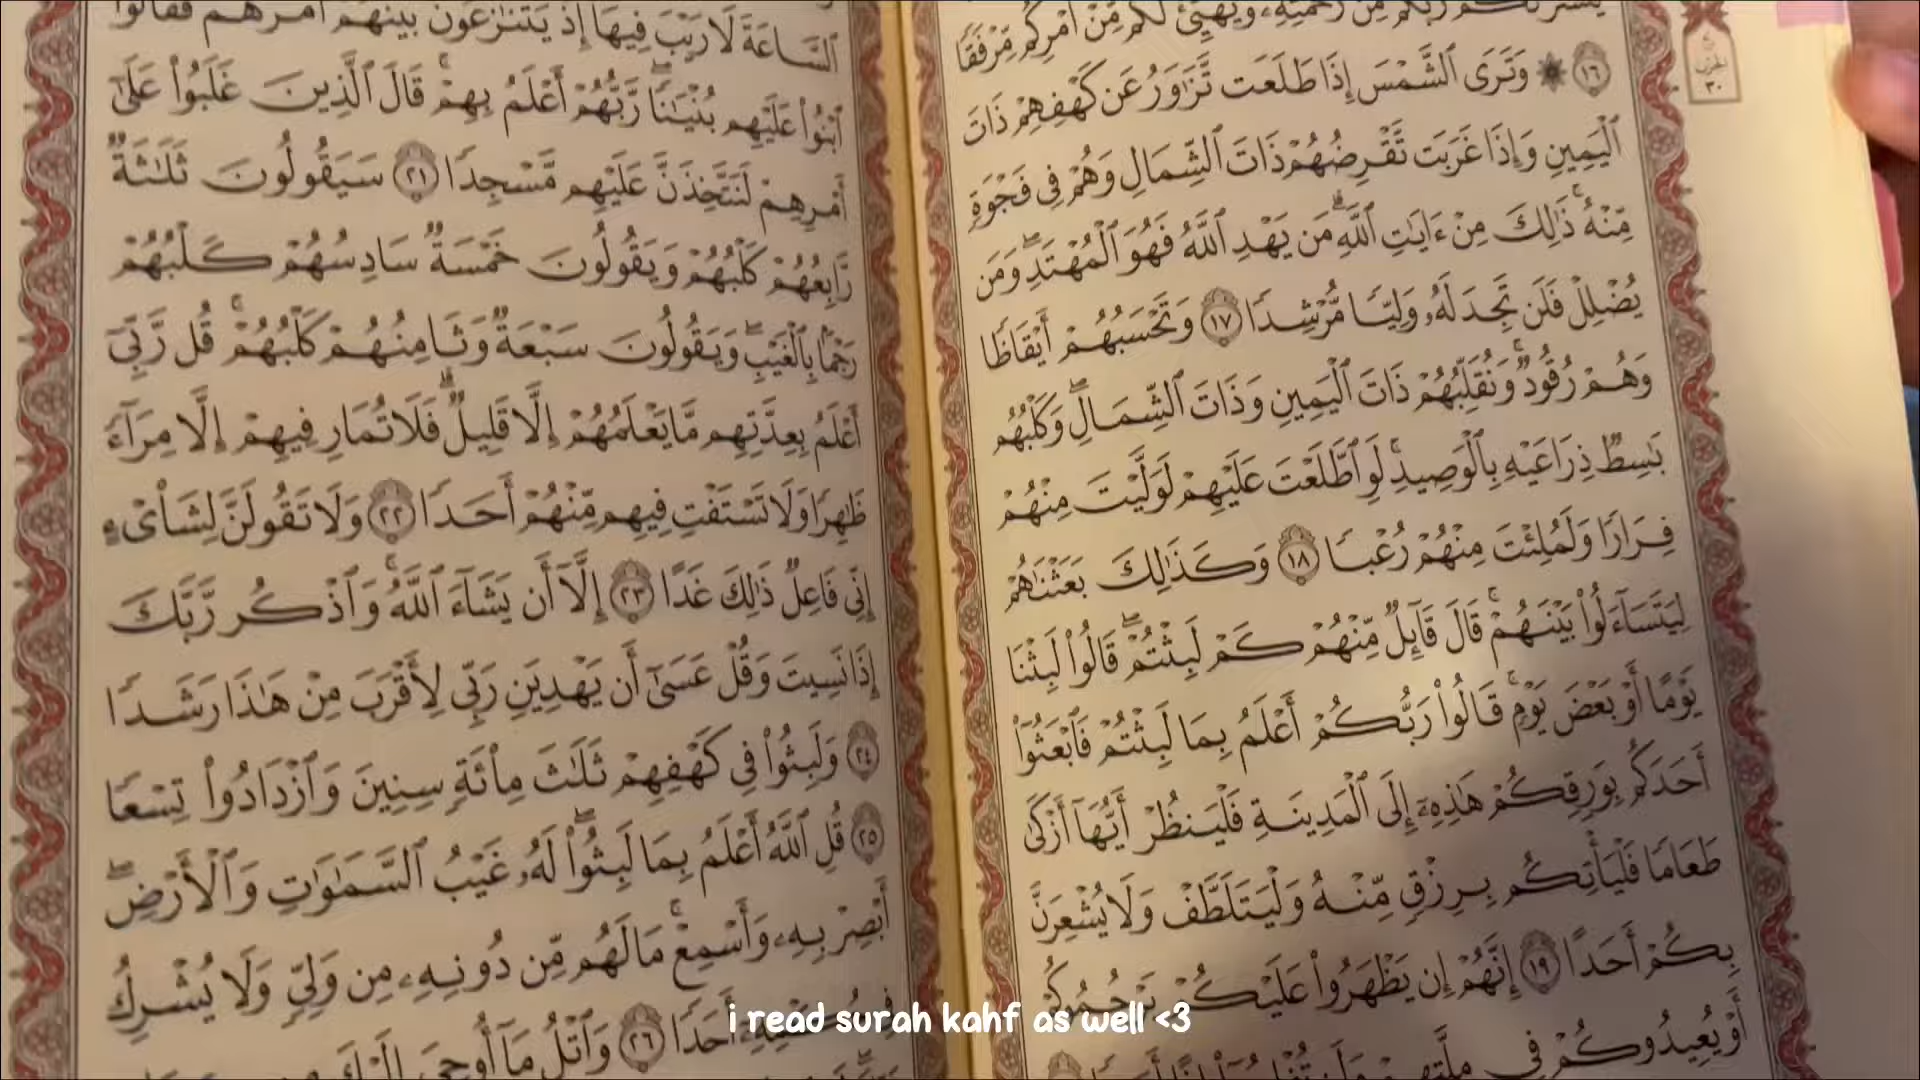 يَنشُرْ لَكُمْ رَبُّكُم مِّن رَّحْمَتِهِۦ وَيُهَيِّئْ لَكُم مِّنْ أَمْرِكُم مِّرْفَقًا
١٦ ۞ وَتَرَى ٱلشَّمْسَ إِذَا طَلَعَت تَّزَٰوَرُ عَن كَهْفِهِمْ ذَاتَ
ٱلْيَمِينِ وَإِذَا غَرَبَت تَّقْرِضُهُمْ ذَاتَ ٱلشِّمَالِ وَهُمْ فِى فَجْوَةٍ
مِّنْهُ ۚ ذَٰلِكَ مِنْ ءَايَٰتِ ٱللَّهِ ۗ مَن يَهْدِ ٱللَّهُ فَهُوَ ٱلْمُهْتَدِ ۖ وَمَن
يُضْلِلْ فَلَن تَجِدَ لَهُۥ وَلِيًّا مُّرْشِدًا ١٧ وَتَحْسَبُهُمْ أَيْقَاظًا
وَهُمْ رُقُودٌ ۚ وَنُقَلِّبُهُمْ ذَاتَ ٱلْيَمِينِ وَذَاتَ ٱلشِّمَالِ ۖ وَكَلْبُهُم
بَٰسِطٌ ذِرَاعَيْهِ بِٱلْوَصِيدِ ۚ لَوِ ٱطَّلَعْتَ عَلَيْهِمْ لَوَلَّيْتَ مِنْهُمْ
فِرَارًا وَلَمُلِئْتَ مِنْهُمْ رُعْبًا ١٨ وَكَذَٰلِكَ بَعَثْنَٰهُمْ
لِيَتَسَآءَلُوا۟ بَيْنَهُمْ ۚ قَالَ قَآئِلٌ مِّنْهُمْ كَمْ لَبِثْتُمْ ۖ قَالُوا۟ لَبِثْنَا
يَوْمًا أَوْ بَعْضَ يَوْمٍ ۚ قَالُوا۟ رَبُّكُمْ أَعْلَمُ بِمَا لَبِثْتُمْ فَٱبْعَثُوٓا۟
أَحَدَكُم بِوَرِقِكُمْ هَٰذِهِۦٓ إِلَى ٱلْمَدِينَةِ فَلْيَنظُرْ أَيُّهَآ أَزْكَىٰ
طَعَامًا فَلْيَأْتِكُم بِرِزْقٍ مِّنْهُ وَلْيَتَلَطَّفْ وَلَا يُشْعِرَنَّ
بِكُمْ أَحَدًا ١٩ إِنَّهُمْ إِن يَظْهَرُوا۟ عَلَيْكُمْ يَرْجُمُوكُمْ
أَوْ يُعِيدُوكُمْ فِى مِلَّتِهِمْ
الحزب
٣٠
ٱلسَّاعَةَ لَا رَيْبَ فِيهَآ إِذْ يَتَنَٰزَعُونَ بَيْنَهُمْ أَمْرَهُمْ ۖ فَقَالُوا۟
ٱبْنُوا۟ عَلَيْهِم بُنْيَٰنًا ۖ رَّبُّهُمْ أَعْلَمُ بِهِمْ ۚ قَالَ ٱلَّذِينَ غَلَبُوا۟ عَلَىٰٓ
أَمْرِهِمْ لَنَتَّخِذَنَّ عَلَيْهِم مَّسْجِدًا ٢١ سَيَقُولُونَ ثَلَٰثَةٌ
رَّابِعُهُمْ كَلْبُهُمْ وَيَقُولُونَ خَمْسَةٌ سَادِسُهُمْ كَلْبُهُمْ
رَجْمًۢا بِٱلْغَيْبِ ۖ وَيَقُولُونَ سَبْعَةٌ وَثَامِنُهُمْ كَلْبُهُمْ ۚ قُل رَّبِّىٓ
أَعْلَمُ بِعِدَّتِهِم مَّا يَعْلَمُهُمْ إِلَّا قَلِيلٌ ۗ فَلَا تُمَارِ فِيهِمْ إِلَّا مِرَآءً
ظَٰهِرًا وَلَا تَسْتَفْتِ فِيهِم مِّنْهُمْ أَحَدًا ٢٢ وَلَا تَقُولَنَّ لِشَا۟ىْءٍ
إِنِّى فَاعِلٌ ذَٰلِكَ غَدًا ٢٣ إِلَّآ أَن يَشَآءَ ٱللَّهُ ۚ وَٱذْكُر رَّبَّكَ
إِذَا نَسِيتَ وَقُلْ عَسَىٰٓ أَن يَهْدِيَنِ رَبِّى لِأَقْرَبَ مِنْ هَٰذَا رَشَدًا
٢٤ وَلَبِثُوا۟ فِى كَهْفِهِمْ ثَلَٰثَ مِا۟ئَةٍ سِنِينَ وَٱزْدَادُوا۟ تِسْعًا
٢٥ قُلِ ٱللَّهُ أَعْلَمُ بِمَا لَبِثُوا۟ ۖ لَهُۥ غَيْبُ ٱلسَّمَٰوَٰتِ وَٱلْأَرْضِ ۖ
أَبْصِرْ بِهِۦ وَأَسْمِعْ ۚ مَا لَهُم مِّن دُونِهِۦ مِن وَلِىٍّ وَلَا يُشْرِكُ
فِى حُكْمِهِۦٓ أَحَدًا ٢٦ وَٱتْلُ مَآ أُوحِىَ إِلَيْكَ
i read surah kahf as well <3